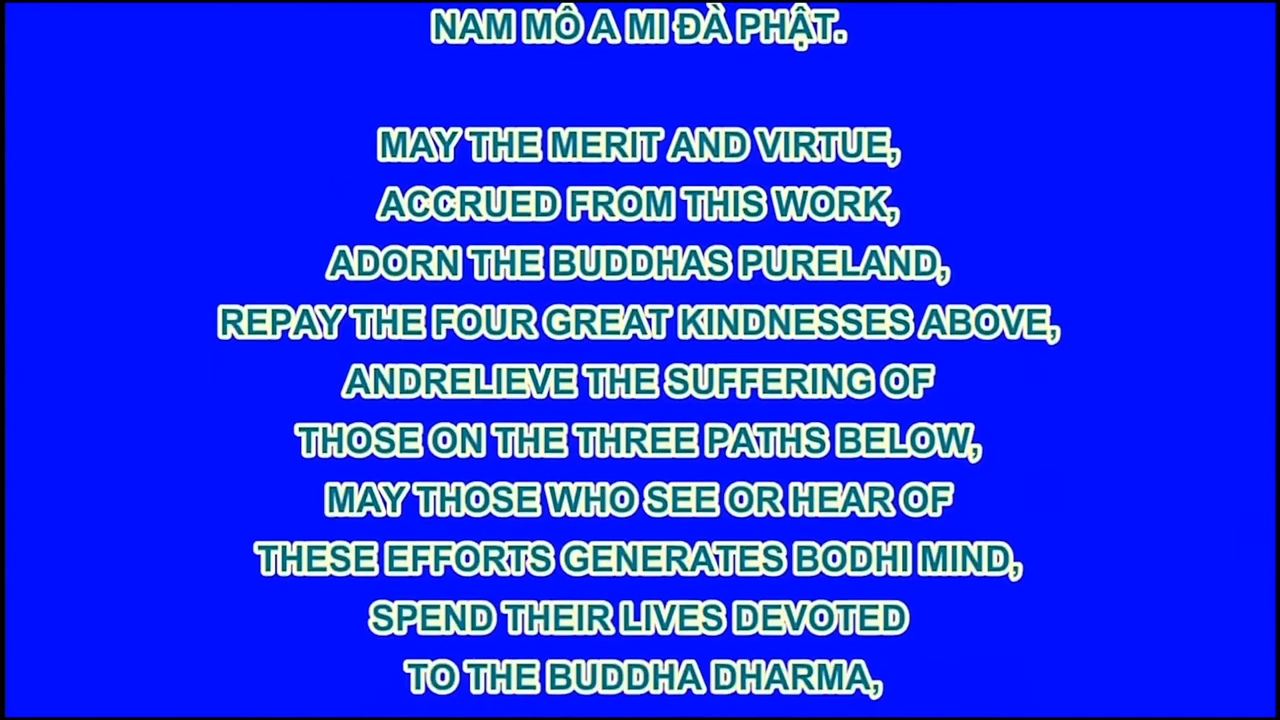 NAM MÔ A MI ĐÀ PHẬT.
MAY THE MERIT AND VIRTUE,
ACCRUED FROM THIS WORK,
ADORN THE BUDDHAS PURELAND,
REPAY THE FOUR GREAT KINDNESSES ABOVE,
ANDRELIEVE THE SUFFERING OF
THOSE ON THE THREE PATHS BELOW,
MAY THOSE WHO SEE OR HEAR OF
THESE EFFORTS GENERATES BODHI MIND,
SPEND THEIR LIVES DEVOTED
TO THE BUDDHA DHARMA,